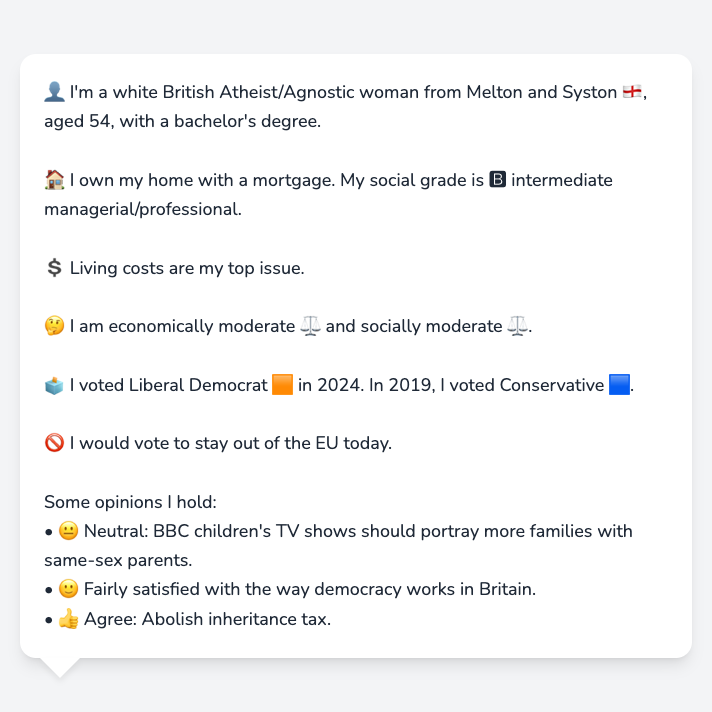 👤 I'm a white British Atheist/Agnostic woman from Melton and Syston 🏴󠁧󠁢󠁥󠁮󠁧󠁿,
aged 54, with a bachelor's degree.
🏠 I own my home with a mortgage. My social grade is 🅱 intermediate
managerial/professional.
💲 Living costs are my top issue.
🤔 I am economically moderate ⚖️ and socially moderate ⚖️.
🗳️ I voted Liberal Democrat 🟧 in 2024. In 2019, I voted Conservative 🟦.
🚫 I would vote to stay out of the EU today.
Some opinions I hold:
• 😐 Neutral: BBC children's TV shows should portray more families with
same-sex parents.
• 🙂 Fairly satisfied with the way democracy works in Britain.
• 👍 Agree: Abolish inheritance tax.